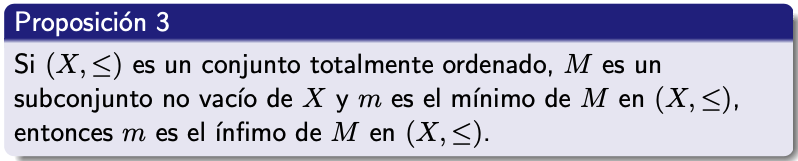 Proposición 3
Si (X, ≤) es un conjunto totalmente ordenado, M es un
subconjunto no vacío de X y m es el mínimo de M en (X, ≤),
entonces m es el ínfimo de M en (X, ≤).